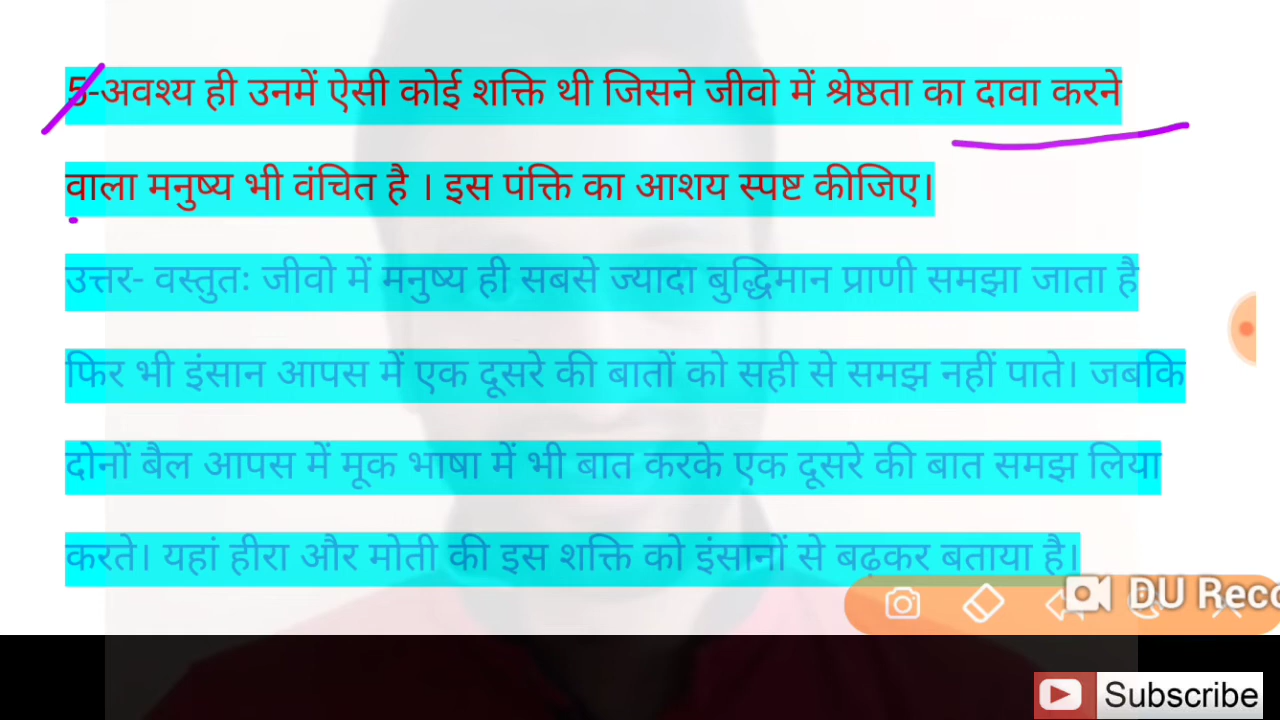 5-अवश्य ही उनमें ऐसी कोई शक्ति थी जिसने जीवो में श्रेष्ठता का दावा करने
वाला मनुष्य भी वंचित है । इस पंक्ति का आशय स्पष्ट कीजिए।
उत्तर- वस्तुतः जीवो में मनुष्य ही सबसे ज्यादा बुद्धिमान प्राणी समझा जाता है
फिर भी इंसान आपस में एक दूसरे की बातों को सही से समझ नहीं पाते। जबकि
दोनों बैल आपस में मूक भाषा में भी बात करके एक दूसरे की बात समझ लिया
करते। यहां हीरा और मोती की इस शक्ति को इंसानों से बढ़कर बताया है।
DU Reco
Subscribe